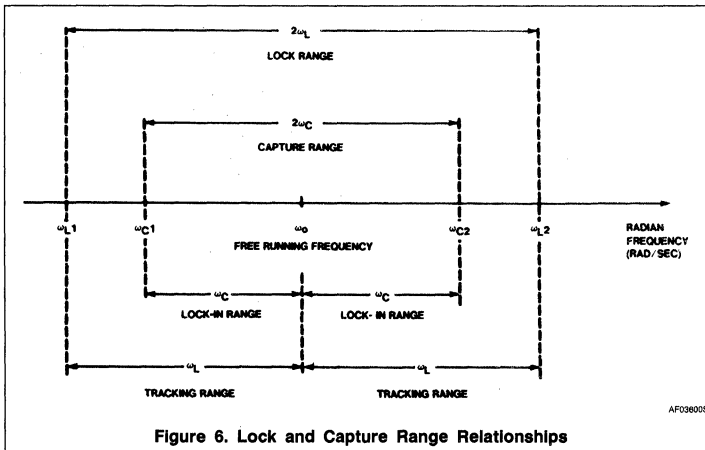 2ωL
LOCK RANGE
2ωC
CAPTURE RANGE
ωL1 ωC1 ωo ωC2 ωL2 RADIAN
FREE RUNNING FREQUENCY FREQUENCY
(RAD/SEC)
ωC ωC
LOCK-IN RANGE LOCK- IN RANGE
ωL ωL
TRACKING RANGE TRACKING RANGE
AF03600S
Figure 6. Lock and Capture Range Relationships